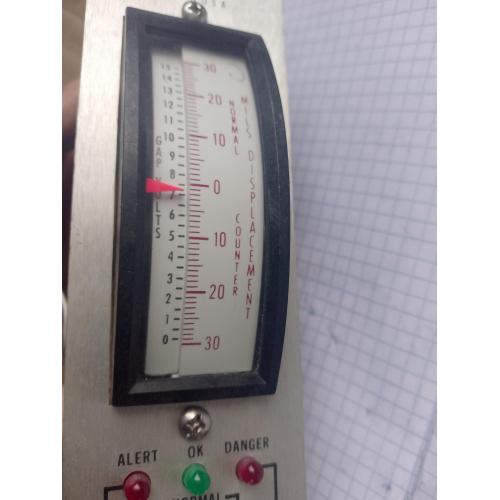 S A
15
14
13
12
11
10
9
8
7
6
5
4
3
2
1
0
GAP VOLTS
30
20
10
0
10
20
30
NORMAL
COUNTER
MILS DISPLACEMENT
ALERT
OK
DANGER
NORMAL